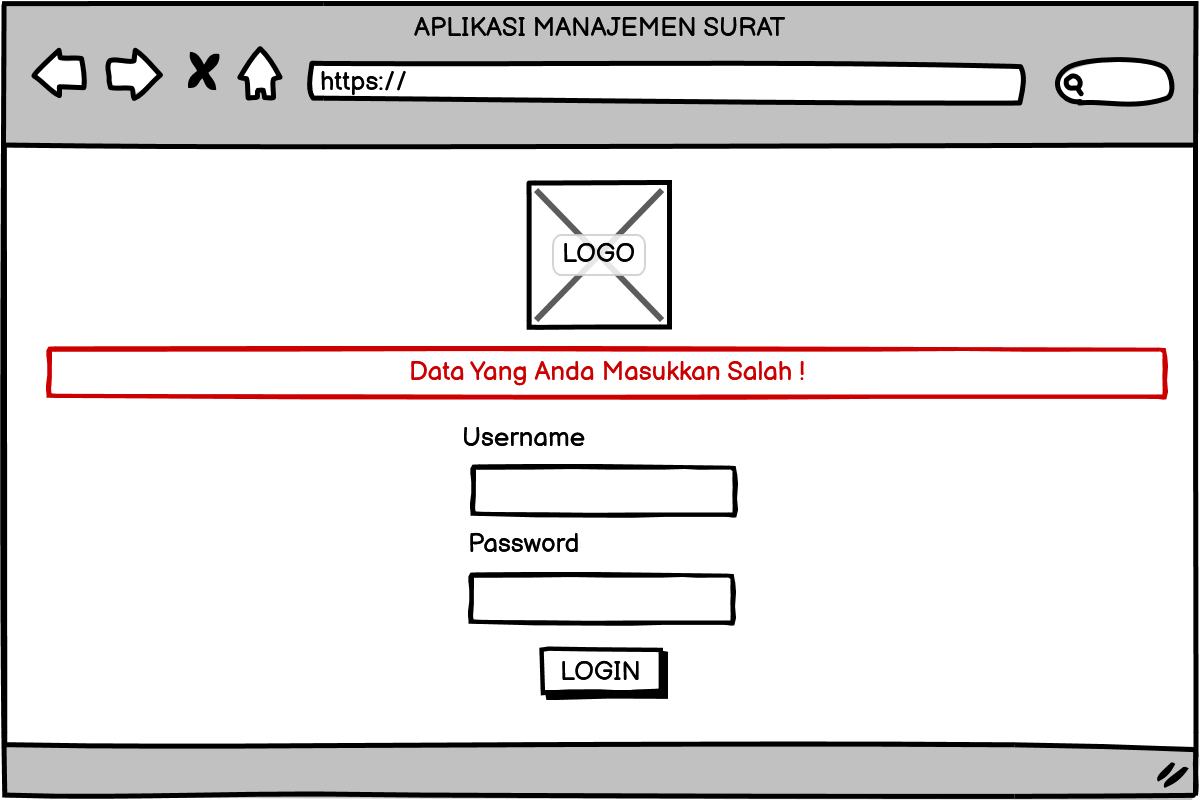 APLIKASI MANAJEMEN SURAT
https://
LOGO
Data Yang Anda Masukkan Salah !
Username
Password
LOGIN